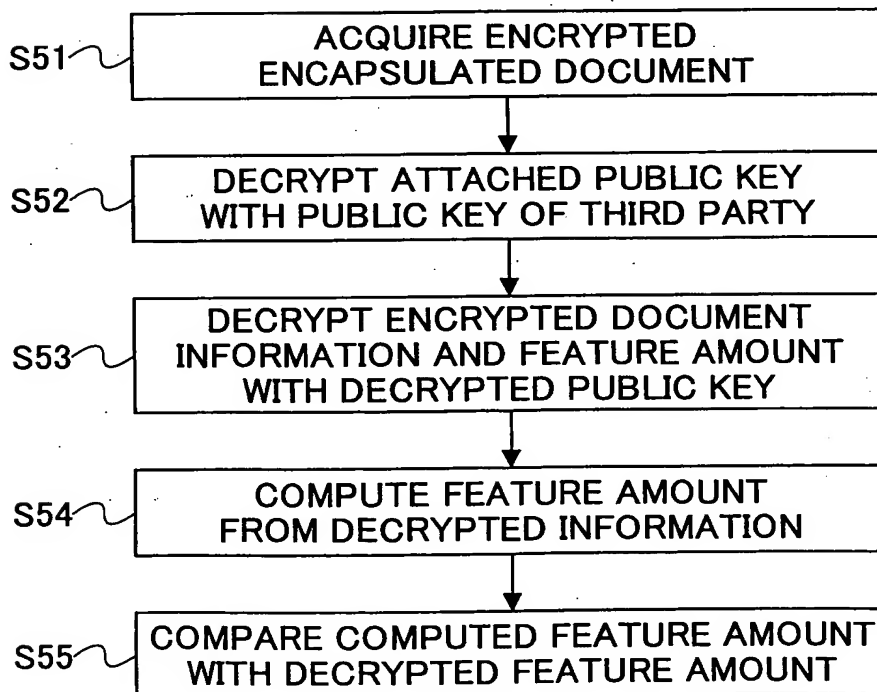 S51
ACQUIRE ENCRYPTED
ENCAPSULATED DOCUMENT
S52
DECRYPT ATTACHED PUBLIC KEY
WITH PUBLIC KEY OF THIRD PARTY
S53
DECRYPT ENCRYPTED DOCUMENT
INFORMATION AND FEATURE AMOUNT
WITH DECRYPTED PUBLIC KEY
S54
COMPUTE FEATURE AMOUNT
FROM DECRYPTED INFORMATION
S55
COMPARE COMPUTED FEATURE AMOUNT
WITH DECRYPTED FEATURE AMOUNT